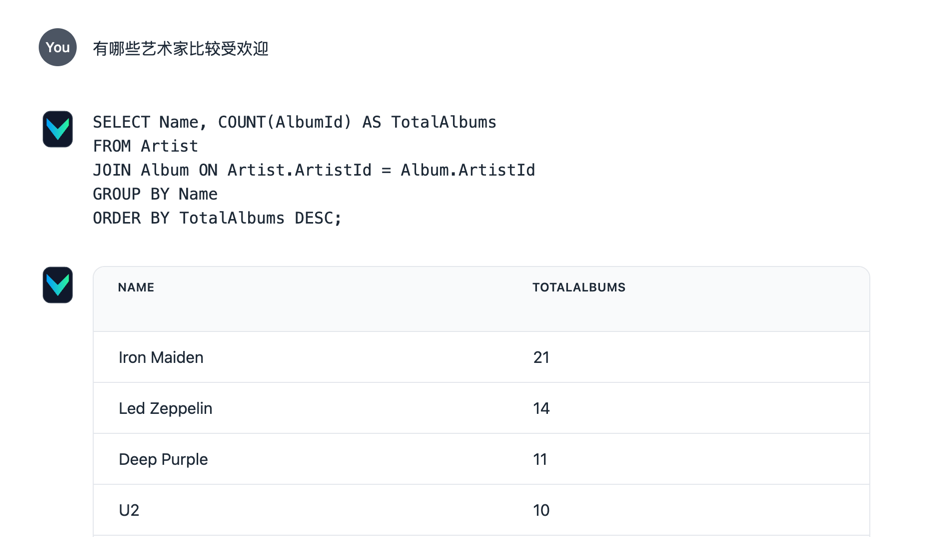 You
有哪些艺术家比较受欢迎
SELECT Name, COUNT(AlbumId) AS TotalAlbums
FROM Artist
JOIN Album ON Artist.ArtistId = Album.ArtistId
GROUP BY Name
ORDER BY TotalAlbums DESC;
NAME TOTALALBUMS
Iron Maiden 21
Led Zeppelin 14
Deep Purple 11
U2 10